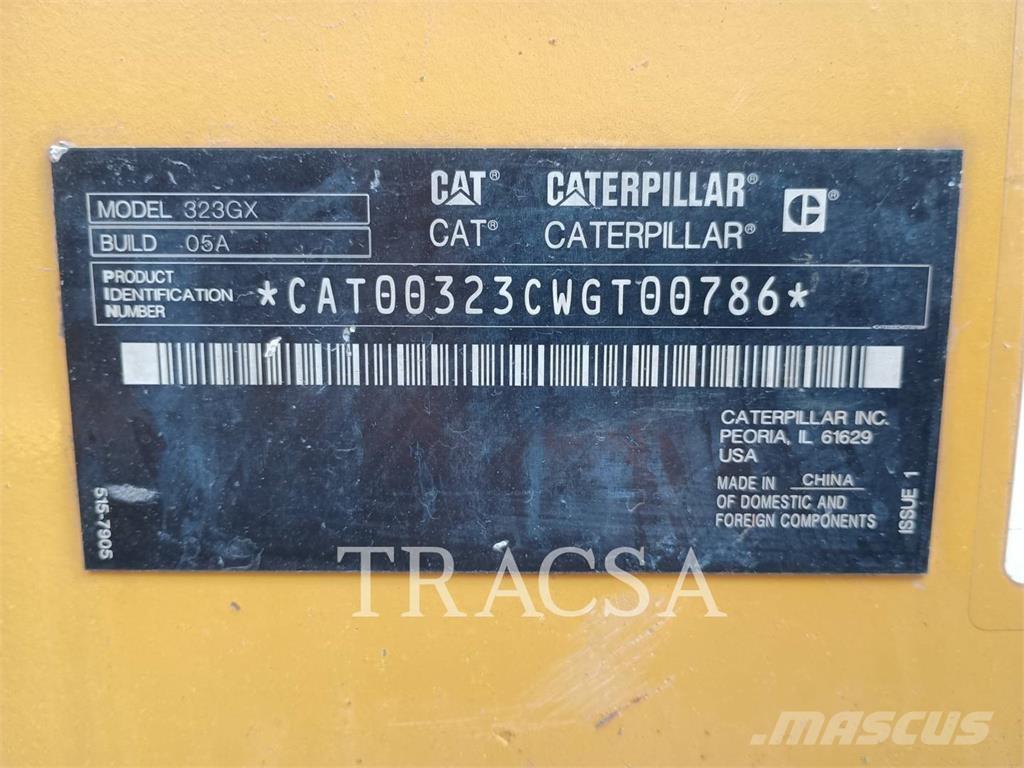 CAT® CATERPILLAR®
CAT® CATERPILLAR®
MODEL 323GX
BUILD 05A
PRODUCT
IDENTIFICATION
NUMBER
*CAT00323CWGT00786*
CATERPILLAR INC.
PEORIA, IL 61629
USA
MADE IN CHINA
OF DOMESTIC AND
FOREIGN COMPONENTS
515-7905
ISSUE 1
TRACSA
MASCUS